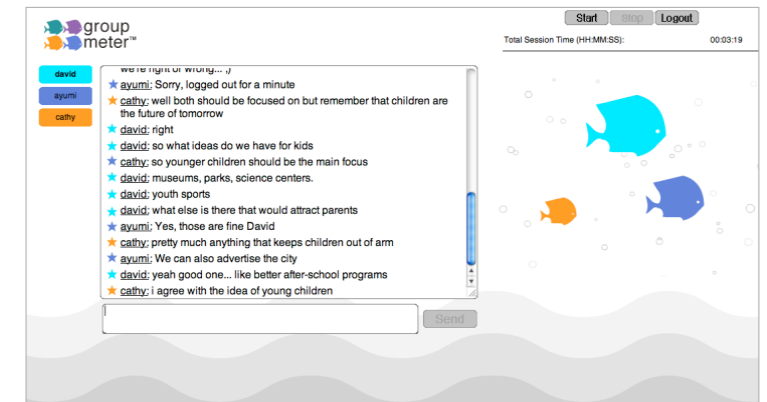 group
meter™
Start Stop Logout
Total Session Time (HH:MM:SS): 00:03:19
david
ayumi
cathy
we're right or wrong... ;)
ayumi: Sorry, logged out for a minute
cathy: well both should be focused on but remember that children are
the future of tomorrow
david: right
david: so what ideas do we have for kids
cathy: so younger children should be the main focus
david: museums, parks, science centers.
david: youth sports
david: what else is there that would attract parents
ayumi: Yes, those are fine David
cathy: pretty much anything that keeps children out of arm
ayumi: We can also advertise the city
david: yeah good one... like better after-school programs
cathy: i agree with the idea of young children
Send